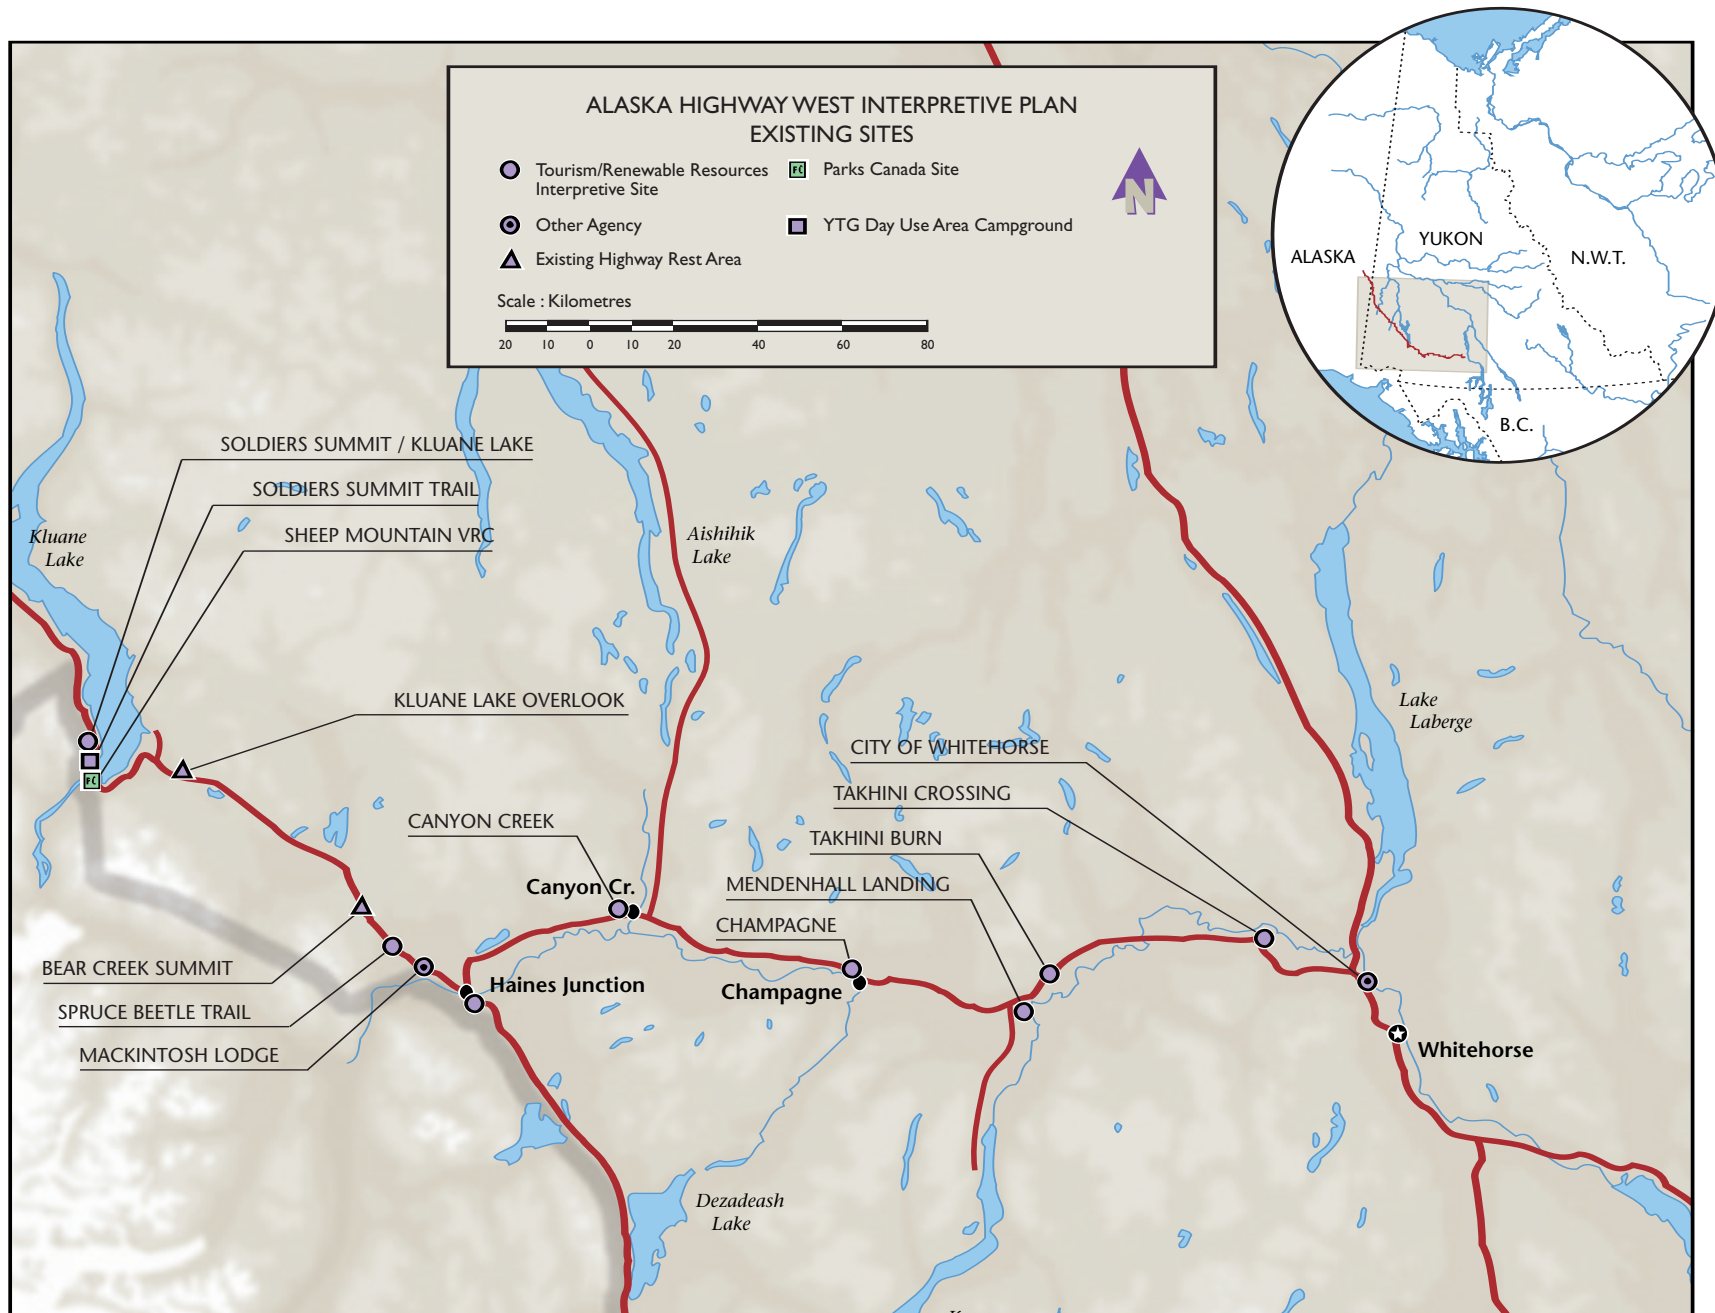 ALASKA HIGHWAY WEST INTERPRETIVE PLAN
EXISTING SITES
Tourism/Renewable Resources
Interpretive Site
Parks Canada Site
Other Agency
YTG Day Use Area Campground
Existing Highway Rest Area
N
Scale : Kilometres
20 10 0 10 20 40 60 80
ALASKA
YUKON
N.W.T.
B.C.
SOLDIERS SUMMIT / KLUANE LAKE
SOLDIERS SUMMIT TRAIL
SHEEP MOUNTAIN VRC
Kluane
Lake
Aishihik
Lake
KLUANE LAKE OVERLOOK
Lake
Laberge
CITY OF WHITEHORSE
TAKHINI CROSSING
CANYON CREEK
TAKHINI BURN
Canyon Cr.
MENDENHALL LANDING
CHAMPAGNE
BEAR CREEK SUMMIT
Haines Junction
Champagne
SPRUCE BEETLE TRAIL
MACKINTOSH LODGE
Whitehorse
Dezadeash
Lake